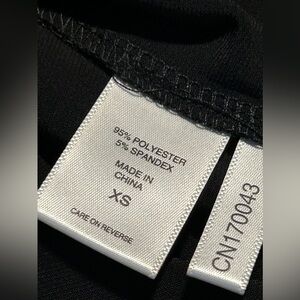 95% POLYESTER
5% SPANDEX
MADE IN
CHINA
XS
CARE ON REVERSE
CN170043